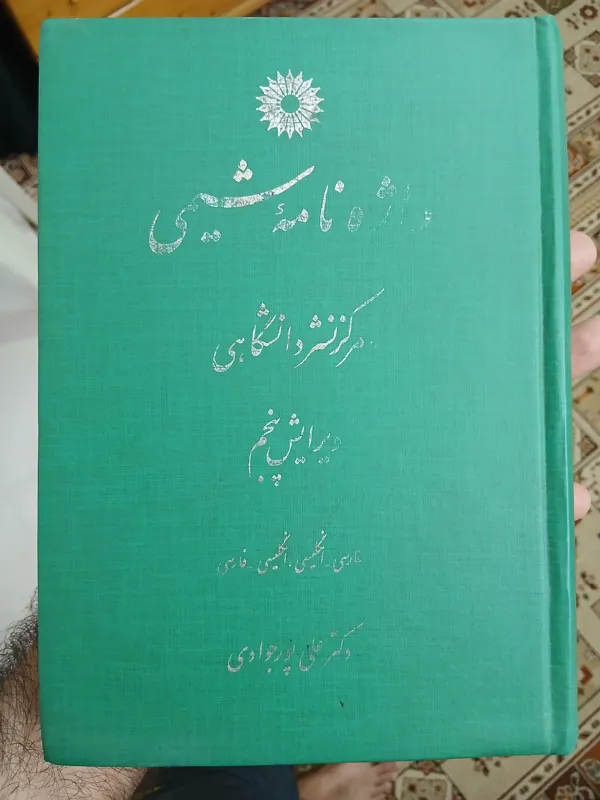 واژه نامهٔ شیمی
مرکز نشر دانشگاهی
ویرایش پنجم
فارسی - انگلیسی، انگلیسی - فارسی
دکتر علی پورجوادی